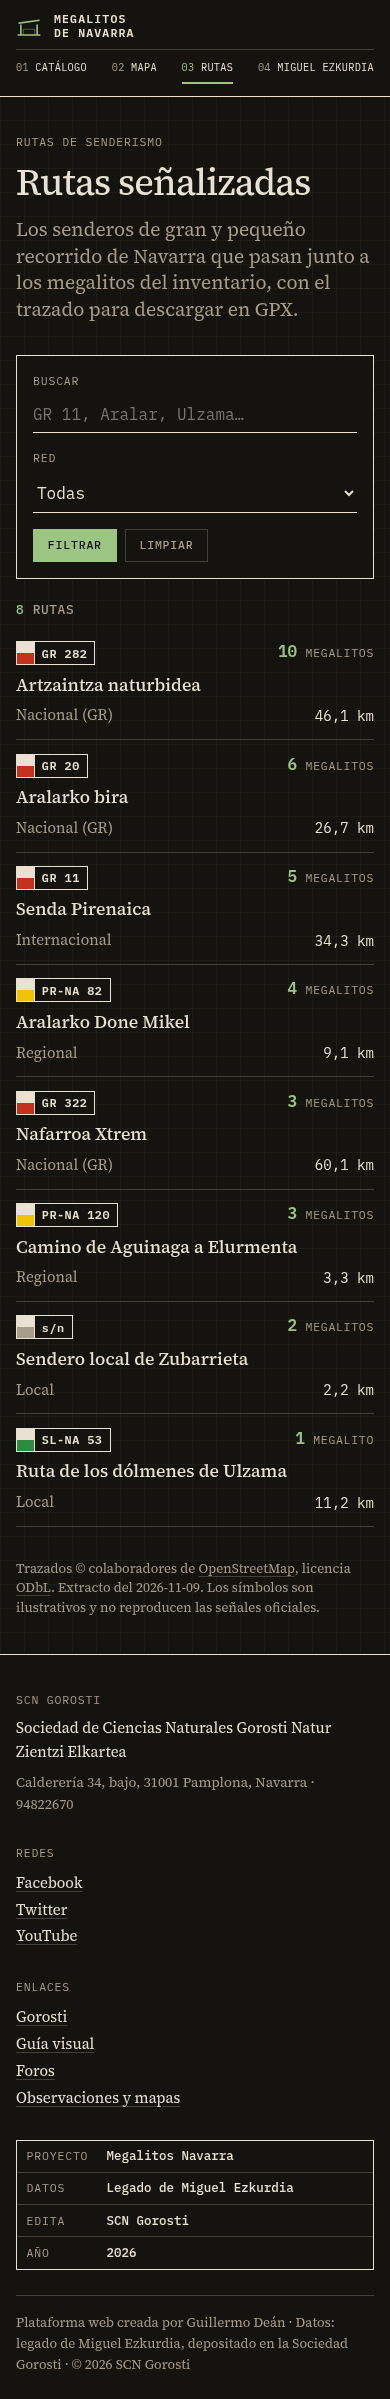 MEGALITOS
DE NAVARRA
01 CATÁLOGO 02 MAPA 03 RUTAS 04 MIGUEL EZKURDIA
RUTAS DE SENDERISMO
Rutas señalizadas
Los senderos de gran y pequeño
recorrido de Navarra que pasan junto a
los megalitos del inventario, con el
trazado para descargar en GPX.
BUSCAR
GR 11, Aralar, Ulzama…
RED
Todas
FILTRAR LIMPIAR
8 RUTAS
GR 282 10 MEGALITOS
Artzaintza naturbidea
Nacional (GR) 46,1 km
GR 20 6 MEGALITOS
Aralarko bira
Nacional (GR) 26,7 km
GR 11 5 MEGALITOS
Senda Pirenaica
Internacional 34,3 km
PR-NA 82 4 MEGALITOS
Aralarko Done Mikel
Regional 9,1 km
GR 322 3 MEGALITOS
Nafarroa Xtrem
Nacional (GR) 60,1 km
PR-NA 120 3 MEGALITOS
Camino de Aguinaga a Elurmenta
Regional 3,3 km
s/n 2 MEGALITOS
Sendero local de Zubarrieta
Local 2,2 km
SL-NA 53 1 MEGALITO
Ruta de los dólmenes de Ulzama
Local 11,2 km
Trazados © colaboradores de OpenStreetMap, licencia
ODbL. Extracto del 2026-11-09. Los símbolos son
ilustrativos y no reproducen las señales oficiales.
SCN GOROSTI
Sociedad de Ciencias Naturales Gorosti Natur
Zientzi Elkartea
Calderería 34, bajo, 31001 Pamplona, Navarra ·
94822670
REDES
Facebook
Twitter
YouTube
ENLACES
Gorosti
Guía visual
Foros
Observaciones y mapas
PROYECTO Megalitos Navarra
DATOS Legado de Miguel Ezkurdia
EDITA SCN Gorosti
AÑO 2026
Plataforma web creada por Guillermo Deán · Datos:
legado de Miguel Ezkurdia, depositado en la Sociedad
Gorosti · © 2026 SCN Gorosti